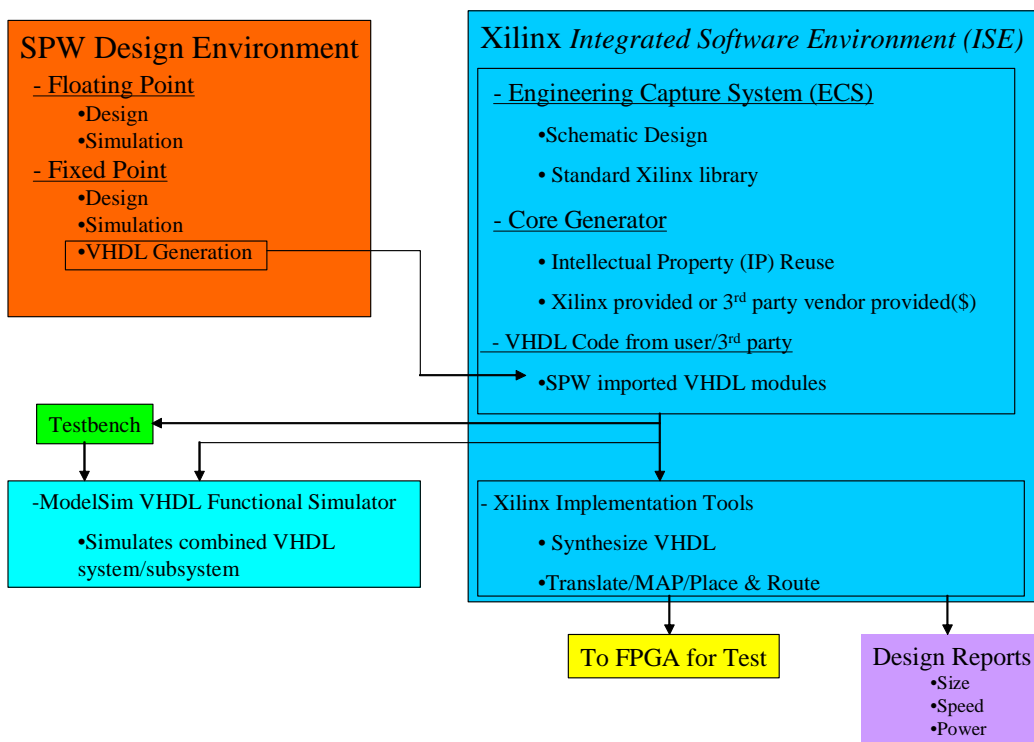 SPW Design Environment
- Floating Point
•Design
•Simulation
- Fixed Point
•Design
•Simulation
•VHDL Generation
Xilinx Integrated Software Environment (ISE)
- Engineering Capture System (ECS)
•Schematic Design
• Standard Xilinx library
- Core Generator
• Intellectual Property (IP) Reuse
• Xilinx provided or 3rd party vendor provided($)
- VHDL Code from user/3rd party
•SPW imported VHDL modules
Testbench
-ModelSim VHDL Functional Simulator
•Simulates combined VHDL
system/subsystem
- Xilinx Implementation Tools
• Synthesize VHDL
•Translate/MAP/Place & Route
To FPGA for Test
Design Reports
•Size
•Speed
•Power